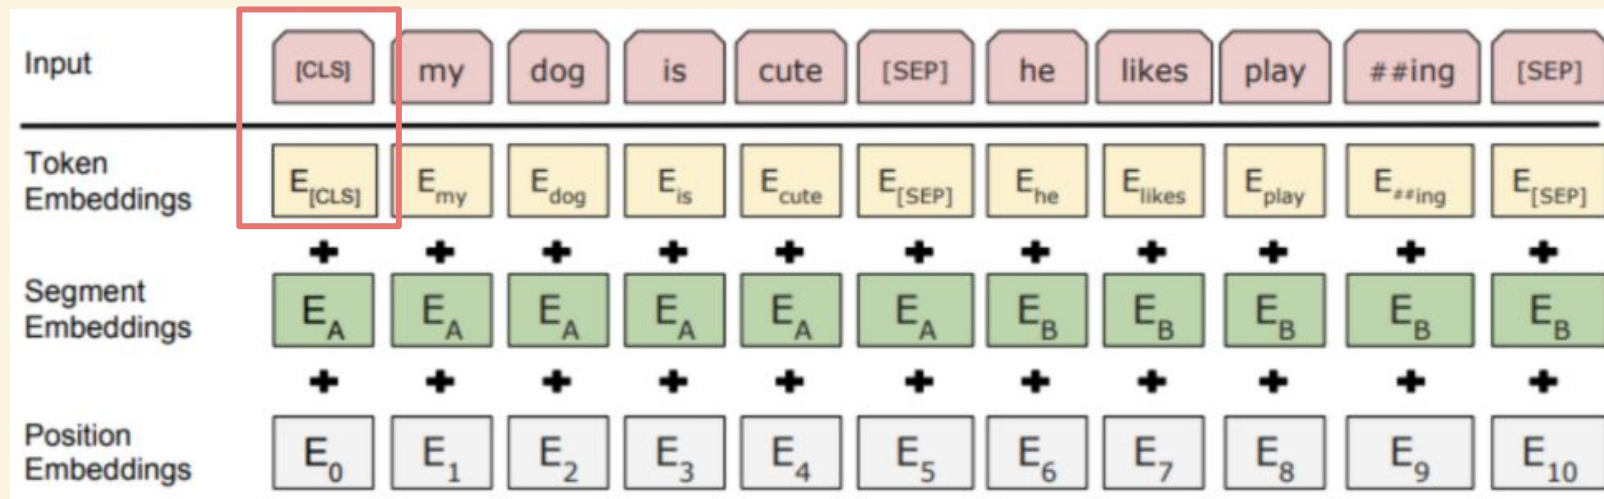 Input [CLS] my dog is cute [SEP] he likes play ##ing [SEP]
Token Embeddings E[CLS] Emy Edog Eis Ecute E[SEP] Ehe Elikes Eplay E##ing E[SEP]
+ + + + + + + + + + +
Segment Embeddings EA EA EA EA EA EA EB EB EB EB EB
+ + + + + + + + + + +
Position Embeddings E0 E1 E2 E3 E4 E5 E6 E7 E8 E9 E10